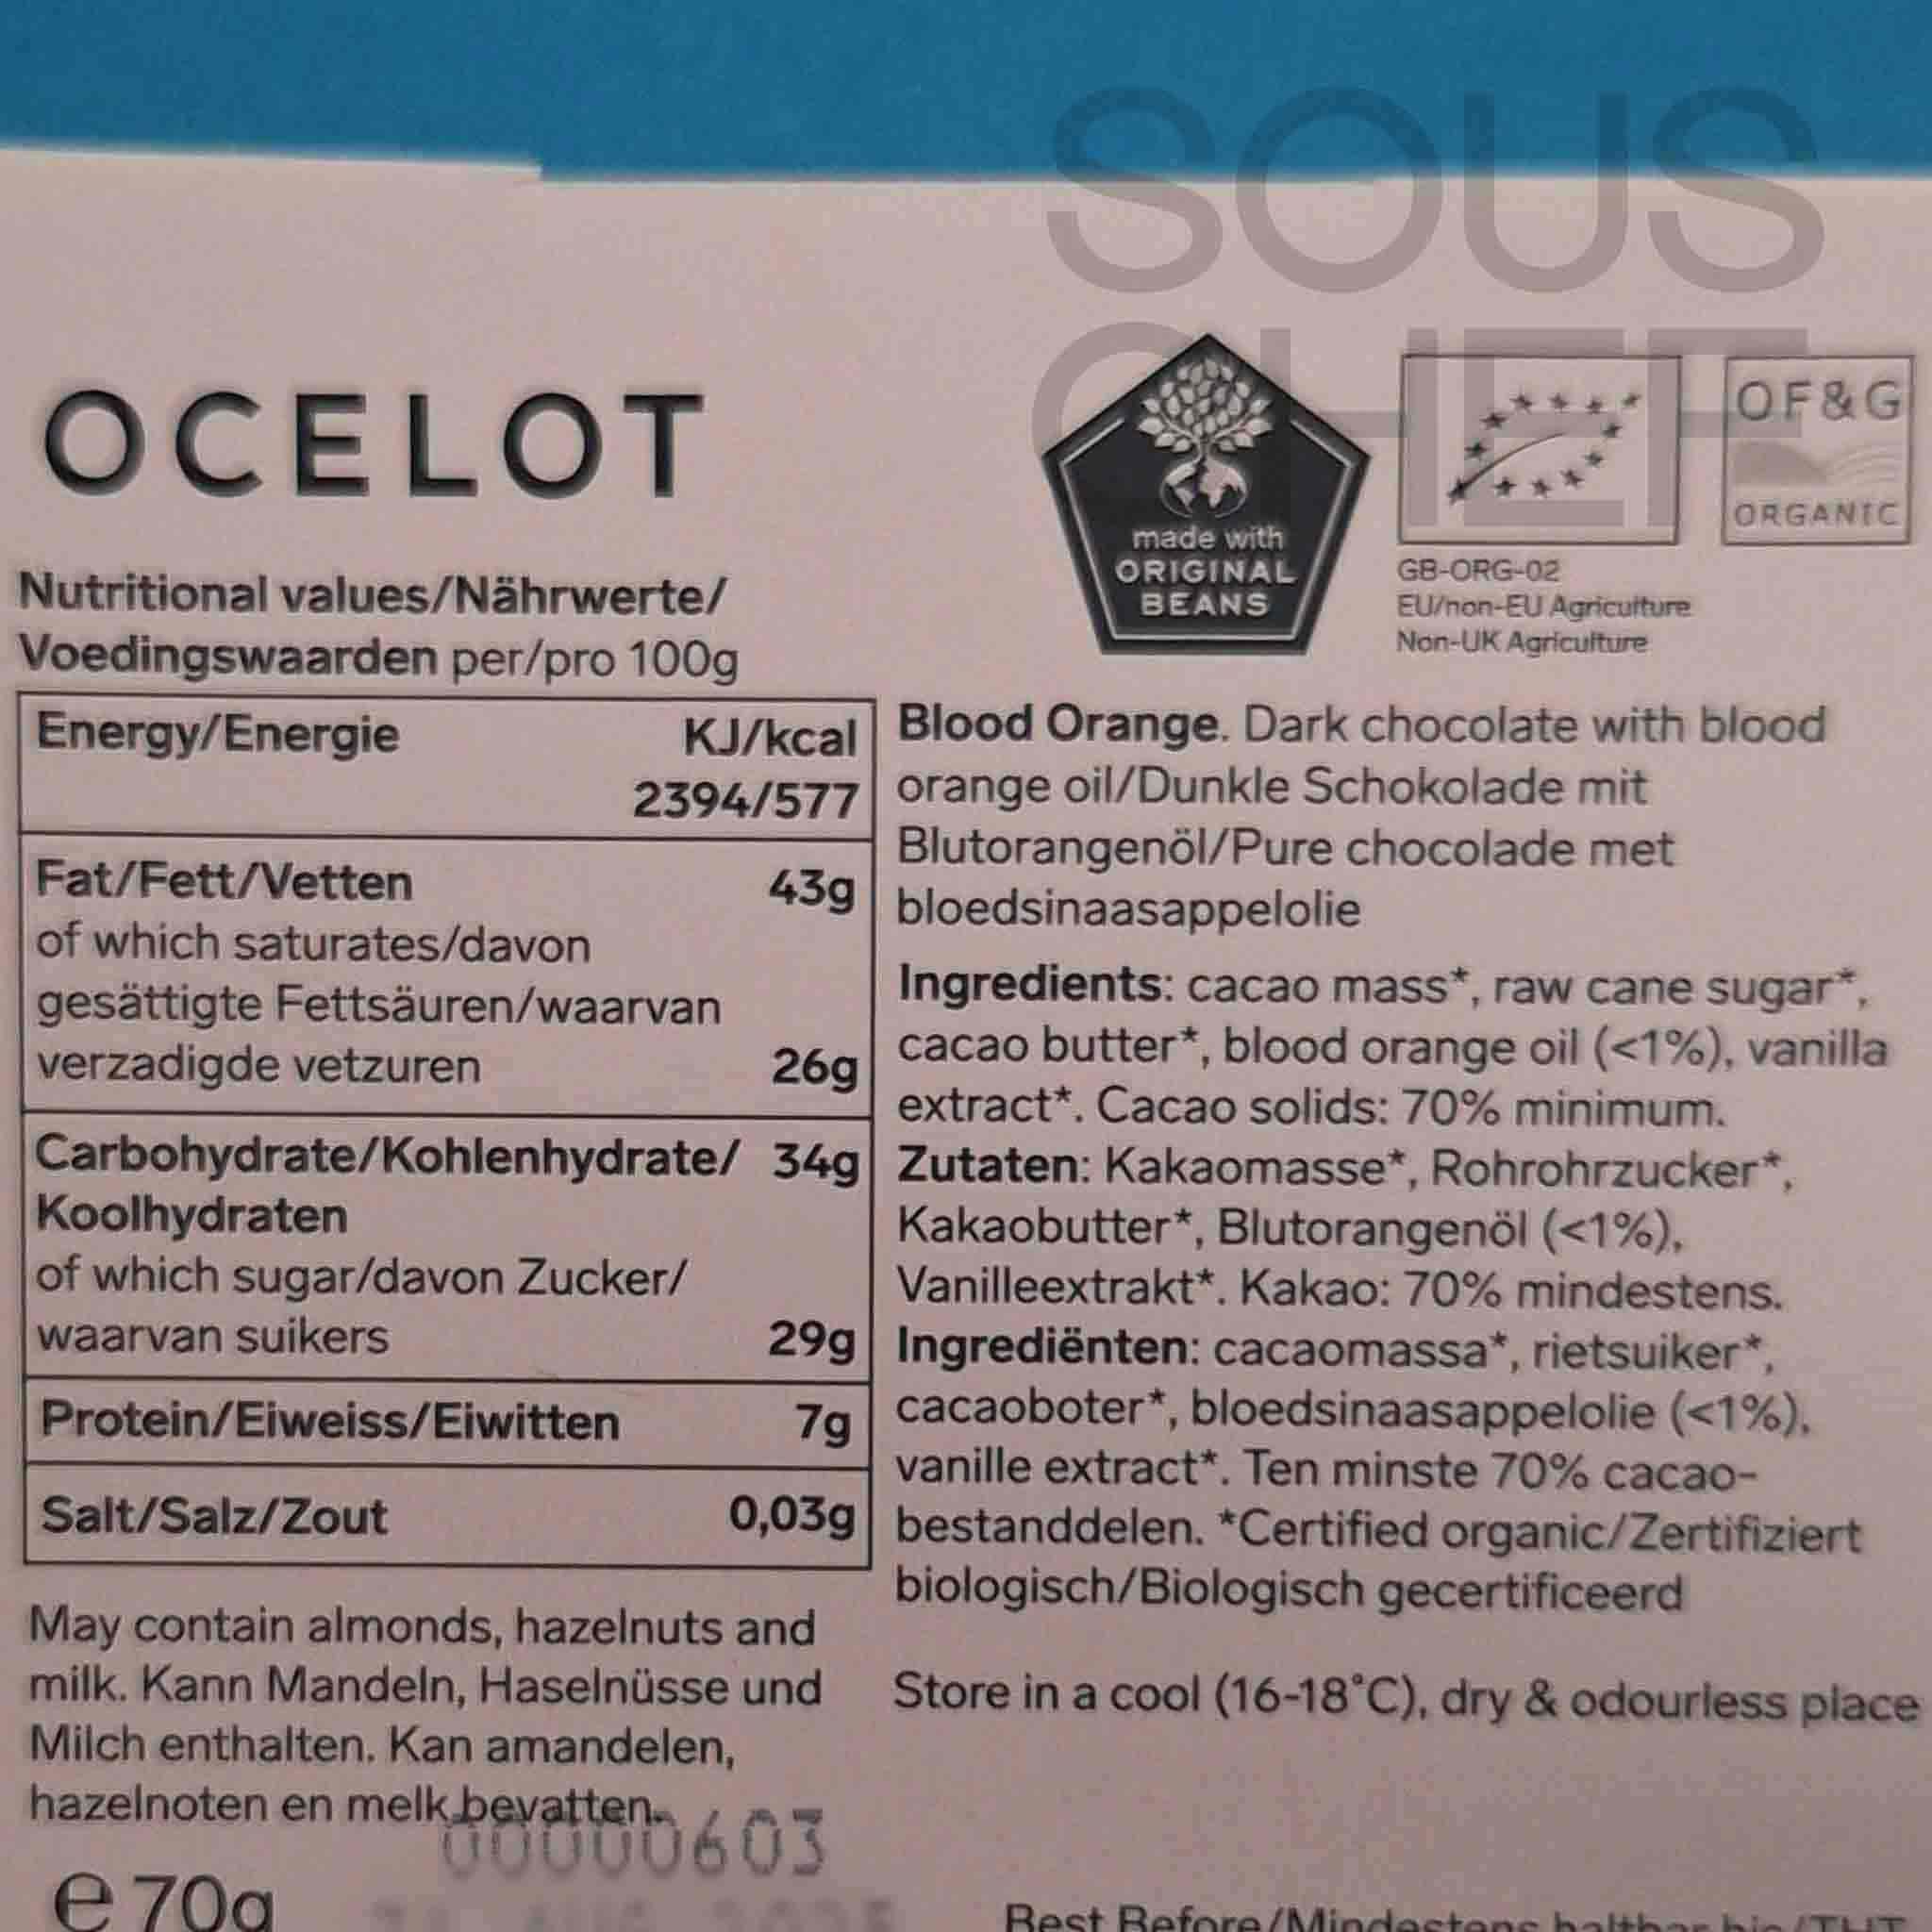 SOUS
CHEF
OCELOT
made with
ORIGINAL
BEANS
OF&G
ORGANIC
GB-ORG-02
EU/non-EU Agriculture
Non-UK Agriculture
Nutritional values/Nährwerte/
Voedingswaarden per/pro 100g
Energy/Energie KJ/kcal
2394/577
Fat/Fett/Vetten 43g
of which saturates/davon
gesättigte Fettsäuren/waarvan
verzadigde vetzuren 26g
Carbohydrate/Kohlenhydrate/ 34g
Koolhydraten
of which sugar/davon Zucker/
waarvan suikers 29g
Protein/Eiweiss/Eiwitten 7g
Salt/Salz/Zout 0,03g
May contain almonds, hazelnuts and
milk. Kann Mandeln, Haselnüsse und
Milch enthalten. Kan amandelen,
hazelnoten en melk bevatten.
00000603
e 70g
Blood Orange. Dark chocolate with blood
orange oil/Dunkle Schokolade mit
Blutorangenöl/Pure chocolade met
bloedsinaasappelolie
Ingredients: cacao mass*, raw cane sugar*,
cacao butter*, blood orange oil (<1%), vanilla
extract*. Cacao solids: 70% minimum.
Zutaten: Kakaomasse*, Rohrohrzucker*,
Kakaobutter*, Blutorangenöl (<1%),
Vanilleextrakt*. Kakao: 70% mindestens.
Ingrediënten: cacaomassa*, rietsuiker*,
cacaoboter*, bloedsinaasappelolie (<1%),
vanille extract*. Ten minste 70% cacao-
bestanddelen. *Certified organic/Zertifiziert
biologisch/Biologisch gecertificeerd
Store in a cool (16-18°C), dry & odourless place
Best Before/Mindestens haltbar bis/THT